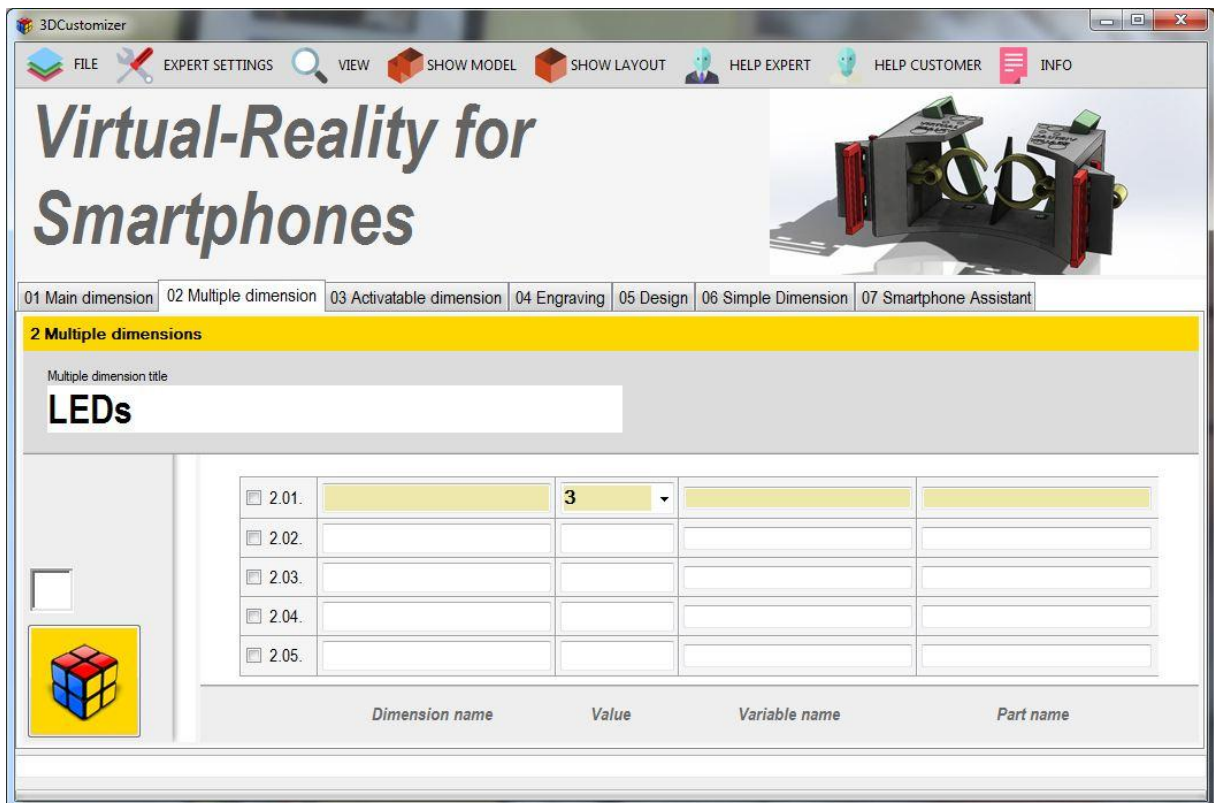 3DCustomizer
FILE EXPERT SETTINGS VIEW SHOW MODEL SHOW LAYOUT HELP EXPERT HELP CUSTOMER INFO
Virtual-Reality for
Smartphones
01 Main dimension 02 Multiple dimension 03 Activatable dimension 04 Engraving 05 Design 06 Simple Dimension 07 Smartphone Assistant
2 Multiple dimensions
Multiple dimension title
LEDs
2.01. 3
2.02.
2.03.
2.04.
2.05.
Dimension name Value Variable name Part name